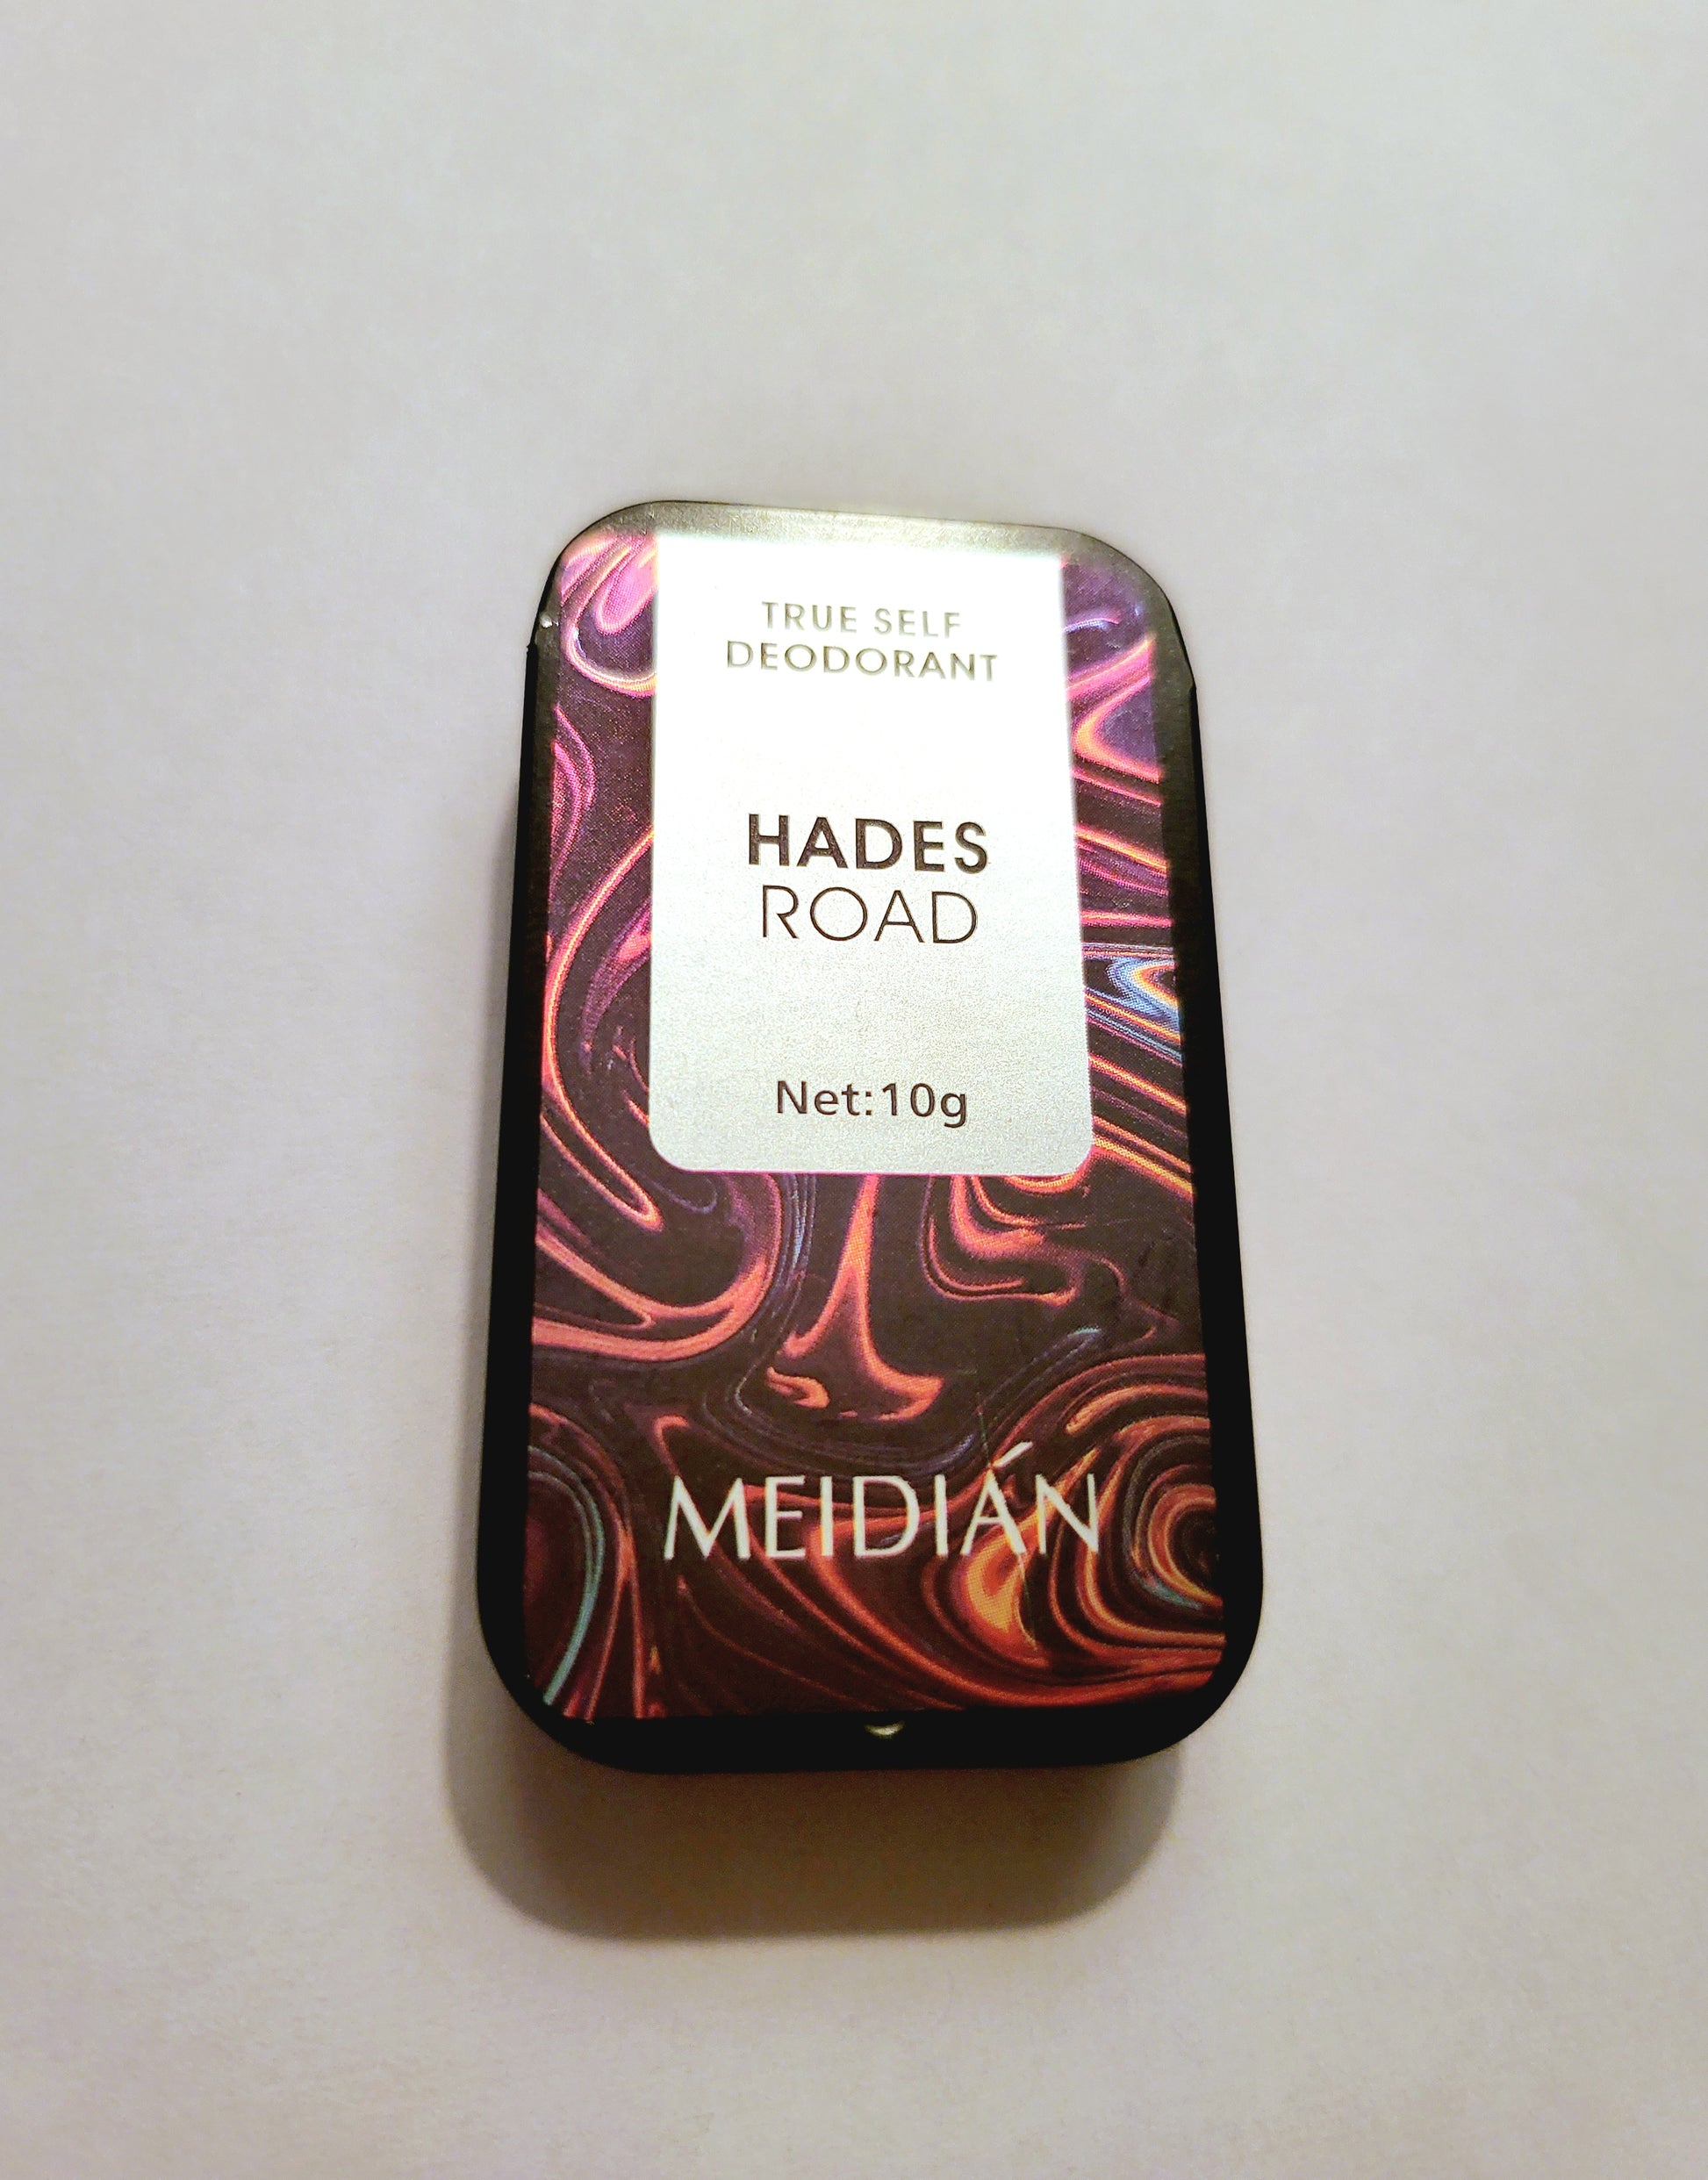 TRUE SELF
DEODORANT
HADES
ROAD
Net:10g
MEIDIÁN